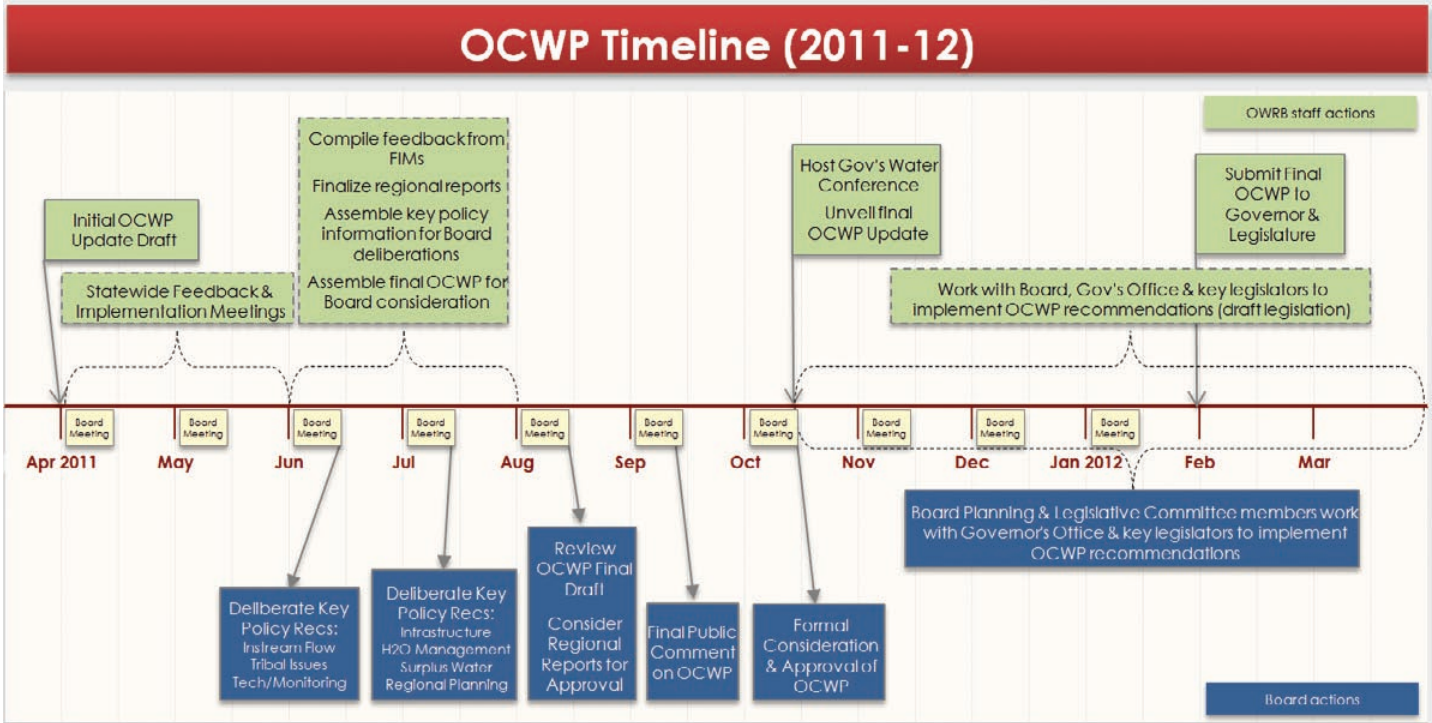 OCWP Timeline (2011-12)
OWRB staff actions
Compile feedback from
FIMs
Finalize regional reports
Assemble key policy
information for Board
deliberations
Assemble final OCWP for
Board consideration
Host Gov's Water
Conference
Unveil final
OCWP Update
Submit Final
OCWP to
Governor &
Legislature
Initial OCWP
Update Draft
Statewide Feedback &
Implementation Meetings
Work with Board, Gov's Office & key legislators to
implement OCWP recommendations (draft legislation)
Board
Meeting
Board
Meeting
Board
Meeting
Board
Meeting
Board
Meeting
Board
Meeting
Board
Meeting
Board
Meeting
Board
Meeting
Board
Meeting
Apr 2011
May
Jun
Jul
Aug
Sep
Oct
Nov
Dec
Jan 2012
Feb
Mar
Deliberate Key
Policy Recs:
Instream Flow
Tribal Issues
Tech/Monitoring
Deliberate Key
Policy Recs:
Infrastructure
H2O Management
Surplus Water
Regional Planning
Review
OCWP Final
Draft
Consider
Regional
Reports for
Approval
Final Public
Comment
on OCWP
Formal
Consideration
& Approval of
OCWP
Board Planning & Legislative Committee members work
with Governor's Office & key legislators to implement
OCWP recommendations
Board actions